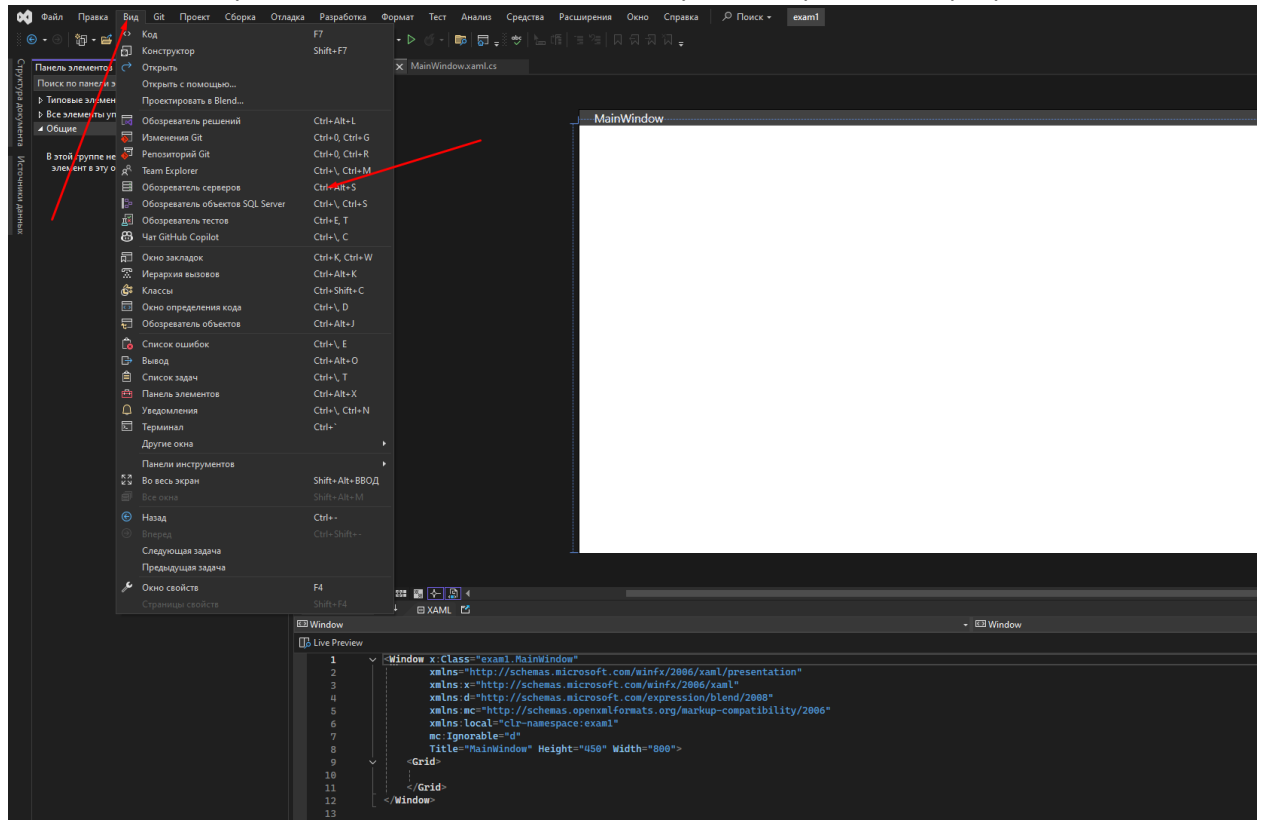 Файл Правка Вид Git Проект Сборка Отладка Разработка Формат Тест Анализ Средства Расширения Окно Справка Поиск exam1
Код F7
Конструктор Shift+F7
Панель элементов Открыть MainWindow.xaml.cs
Поиск по панели э Открыть с помощью...
Типовые элемен Проектировать в Blend...
Все элементы уп Обозреватель решений Ctrl+Alt+L MainWindow
Общие Изменения Git Ctrl+0, Ctrl+G
В этой группе не Репозиторий Git Ctrl+0, Ctrl+R
элемент в эту о Team Explorer Ctrl+\, Ctrl+M
Обозреватель серверов Ctrl+Alt+S
Обозреватель объектов SQL Server Ctrl+\, Ctrl+S
Обозреватель тестов Ctrl+E, T
Чат GitHub Copilot Ctrl+\, C
Окно закладок Ctrl+K, Ctrl+W
Иерархия вызовов Ctrl+Alt+K
Классы Ctrl+Shift+C
Окно определения кода Ctrl+\, D
Обозреватель объектов Ctrl+Alt+J
Список ошибок Ctrl+\, E
Вывод Ctrl+Alt+O
Список задач Ctrl+\, T
Панель элементов Ctrl+Alt+X
Уведомления Ctrl+\, Ctrl+N
Терминал Ctrl+`
Другие окна
Панели инструментов
Во весь экран Shift+Alt+ВВОД
Все окна Shift+Alt+M
Назад Ctrl+-
Вперед Ctrl+Shift+-
Следующая задача
Предыдущая задача
Окно свойств F4
Страницы свойств Shift+F4
Структура документа
Источники данных
XAML
Window Window
Live Preview
1 <Window x:Class="exam1.MainWindow"
2 xmlns="http://schemas.microsoft.com/winfx/2006/xaml/presentation"
3 xmlns:x="http://schemas.microsoft.com/winfx/2006/xaml"
4 xmlns:d="http://schemas.microsoft.com/expression/blend/2008"
5 xmlns:mc="http://schemas.openxmlformats.org/markup-compatibility/2006"
6 xmlns:local="clr-namespace:exam1"
7 mc:Ignorable="d"
8 Title="MainWindow" Height="450" Width="800">
9 <Grid>
10
11 </Grid>
12 </Window>
13